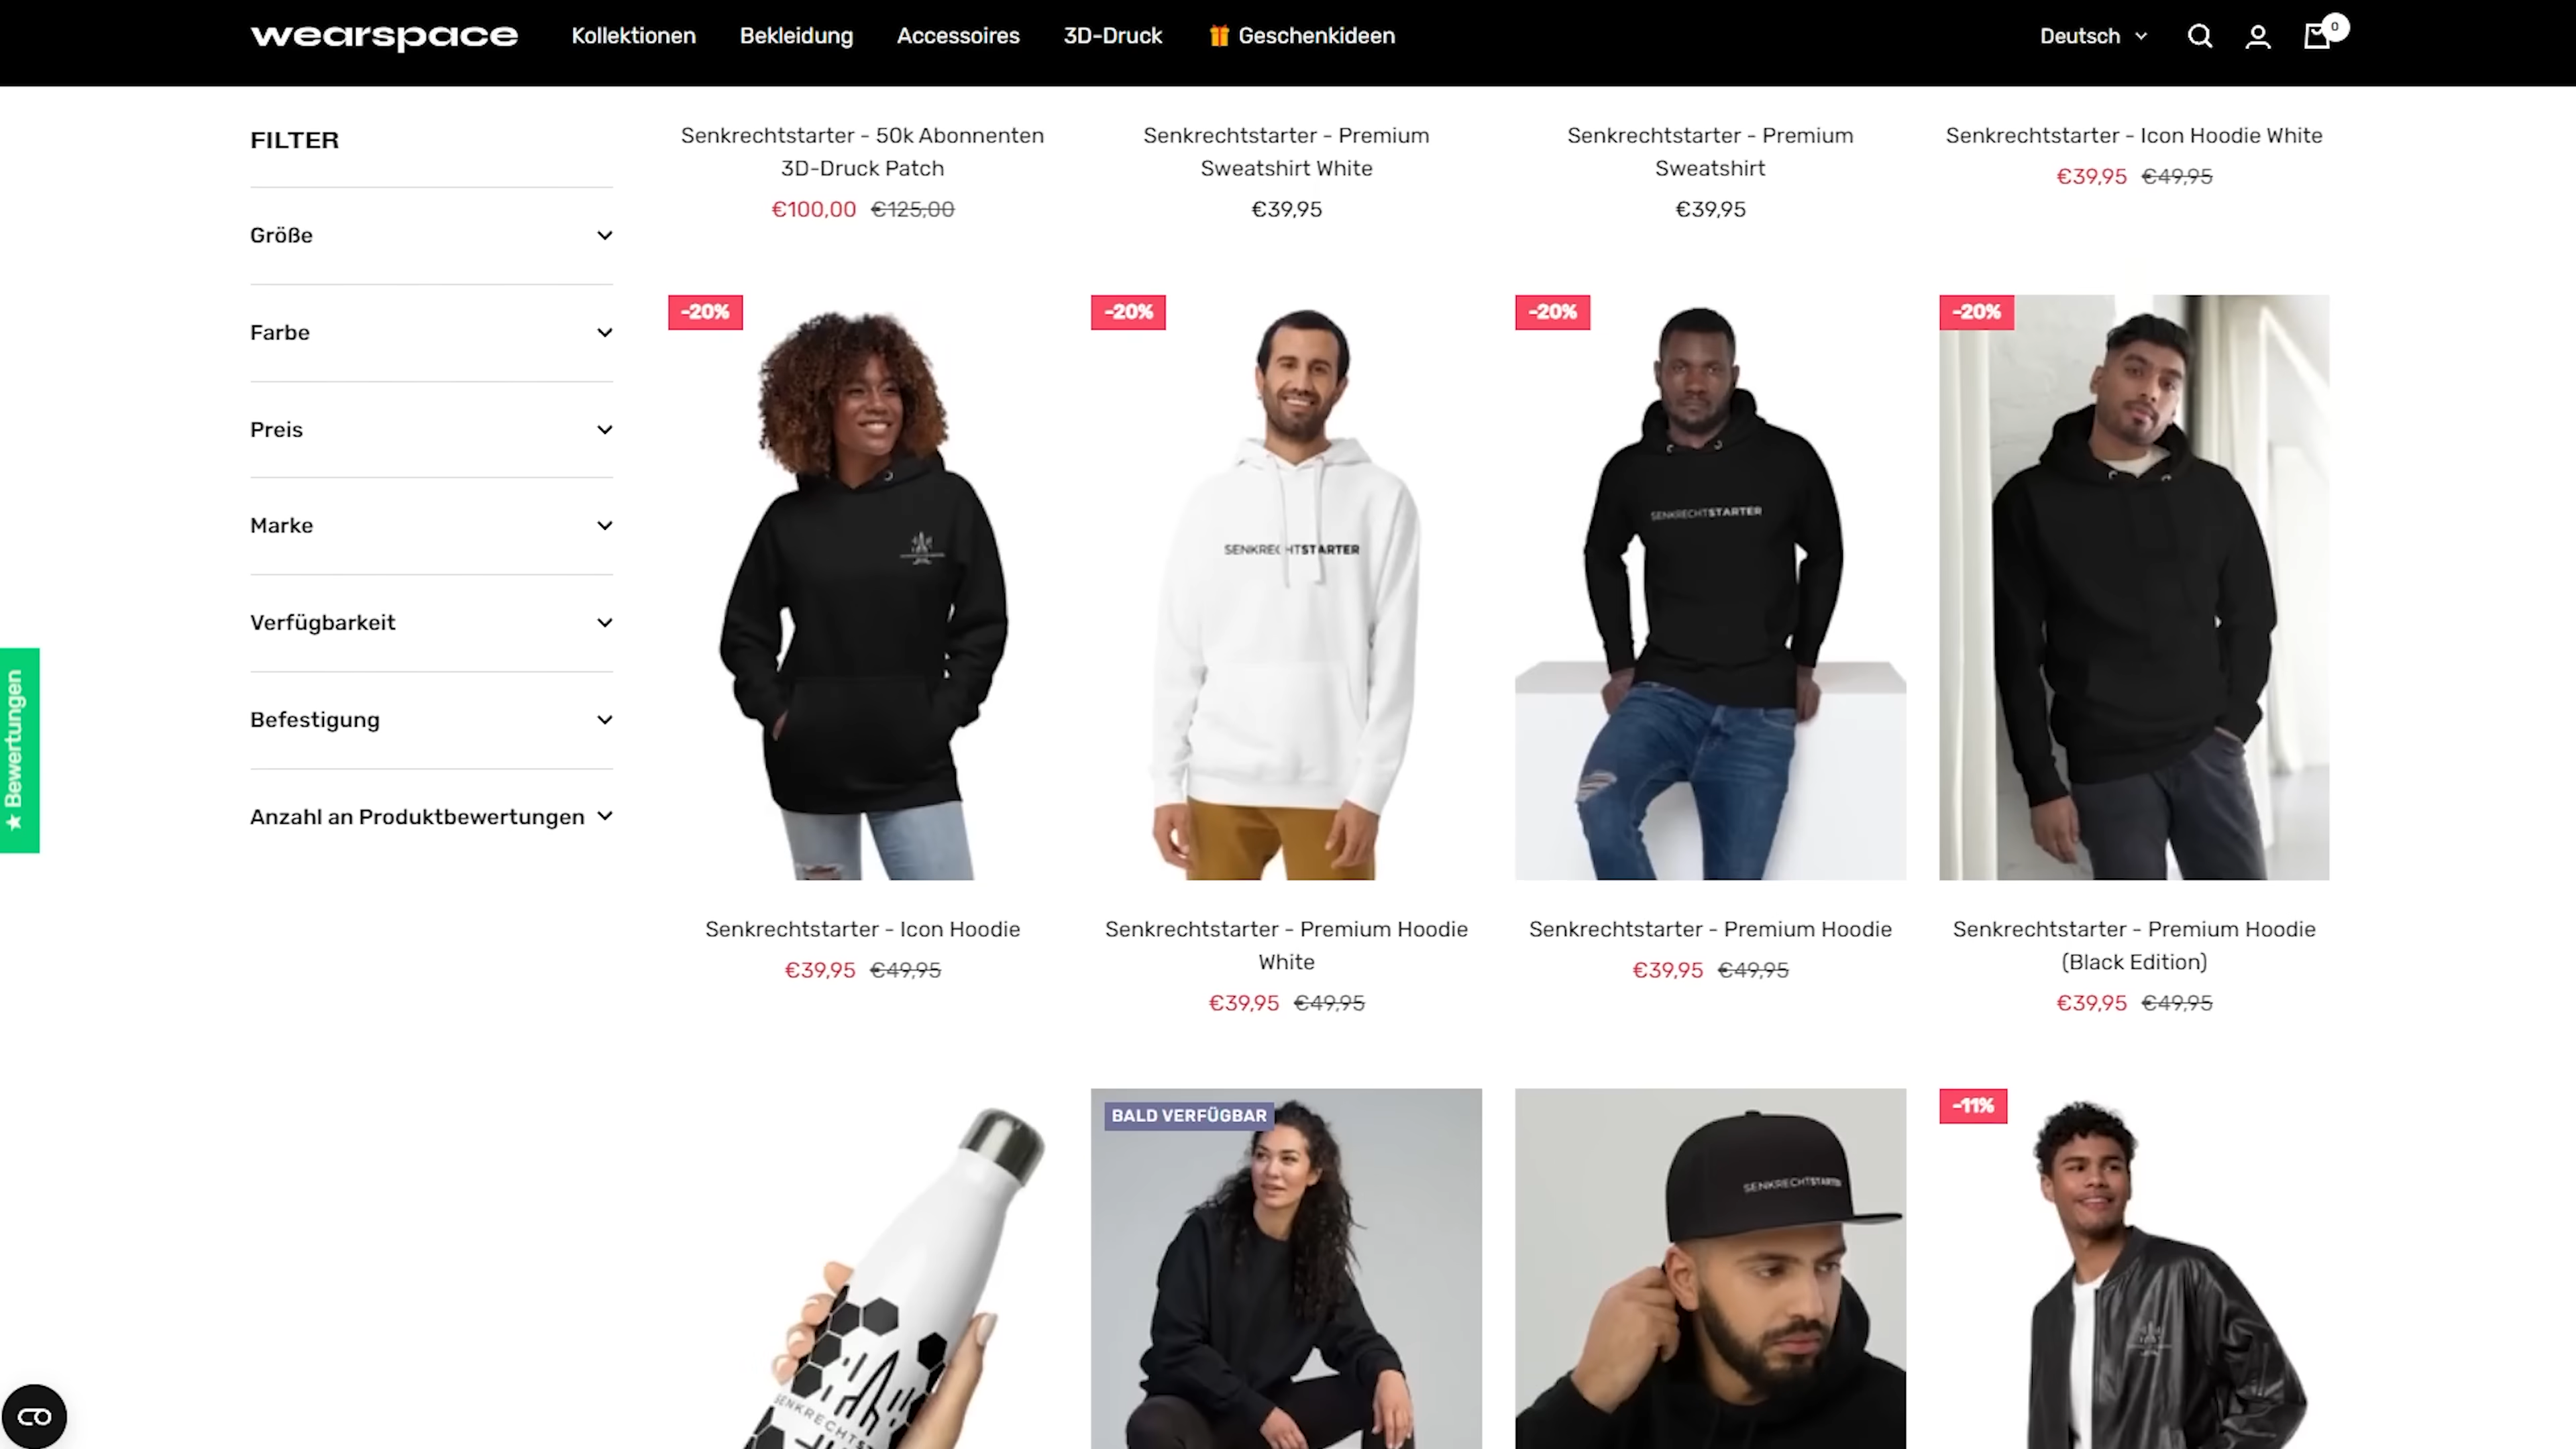 wearspace
Kollektionen
Bekleidung
Accessoires
3D-Druck
Geschenkideen
Deutsch
0
FILTER
Größe
Farbe
Preis
Marke
Verfügbarkeit
Befestigung
Anzahl an Produktbewertungen
★ Bewertungen
Senkrechtstarter - 50k Abonnenten
3D-Druck Patch
€100,00 €125,00
Senkrechtstarter - Premium
Sweatshirt White
€39,95
Senkrechtstarter - Premium
Sweatshirt
€39,95
Senkrechtstarter - Icon Hoodie White
€39,95 €49,95
-20%
Senkrechtstarter - Icon Hoodie
€39,95 €49,95
-20%
SENKRECHTSTARTER
Senkrechtstarter - Premium Hoodie
White
€39,95 €49,95
-20%
SENKRECHTSTARTER
Senkrechtstarter - Premium Hoodie
€39,95 €49,95
-20%
Senkrechtstarter - Premium Hoodie
(Black Edition)
€39,95 €49,95
SENKRECHTST
BALD VERFÜGBAR
SENKRECHTSTARTER
-11%